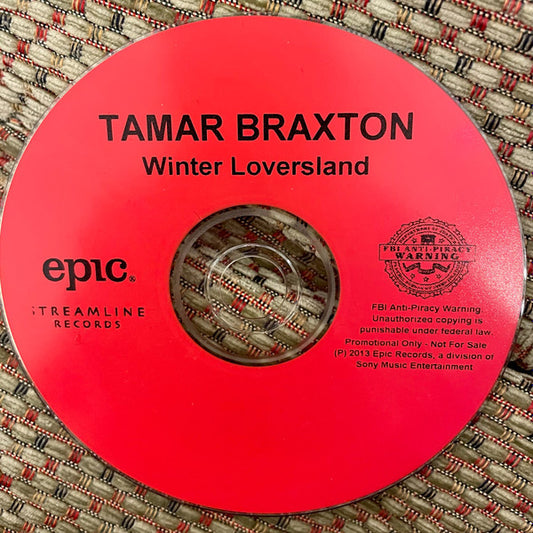 TAMAR BRAXTON
Winter Loversland
epic®
STREAMLINE
RECORDS
FBI ANTI-PIRACY
WARNING
FBI Anti-Piracy Warning:
Unauthorized copying is
punishable under federal law.
Promotional Only - Not For Sale
(P) 2013 Epic Records, a division of
Sony Music Entertainment